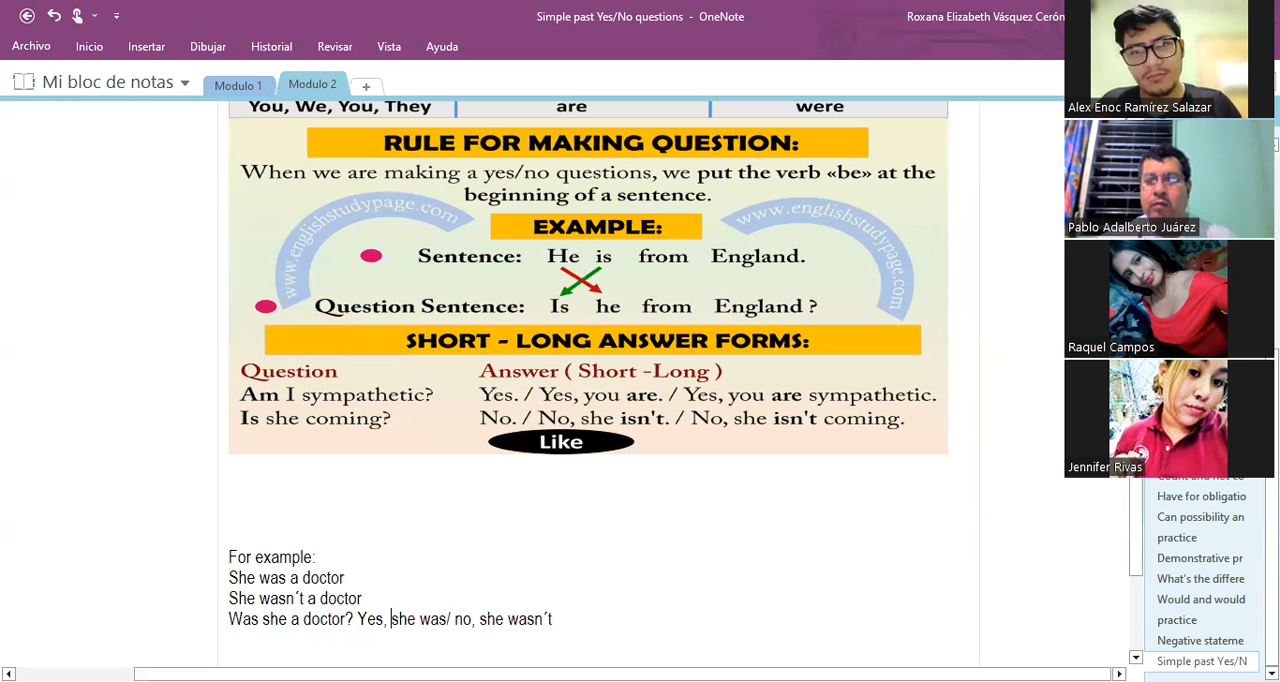 Simple past Yes/No questions - OneNote
Roxana Elizabeth Vásquez Cerón
Archivo Inicio Insertar Dibujar Historial Revisar Vista Ayuda
Mi bloc de notas Modulo 1 Modulo 2 +
You, We, You, They are were
RULE FOR MAKING QUESTION:
When we are making a yes/no questions, we put the verb «be» at the
beginning of a sentence.
www.englishstudypage.com
www.englishstudypage.com
EXAMPLE:
Sentence: He is from England.
Question Sentence: Is he from England ?
SHORT - LONG ANSWER FORMS:
Question Answer ( Short -Long )
Am I sympathetic? Yes. / Yes, you are. / Yes, you are sympathetic.
Is she coming? No. / No, she isn't. / No, she isn't coming.
Like
For example:
She was a doctor
She wasn´t a doctor
Was she a doctor? Yes, she was/ no, she wasn´t
Alex Enoc Ramírez Salazar
Pablo Adalberto Juárez
Raquel Campos
Jennifer Rivas
Have for obligatio
Can possibility an
practice
Demonstrative pr
What's the differe
Would and would
practice
Negative stateme
Simple past Yes/N